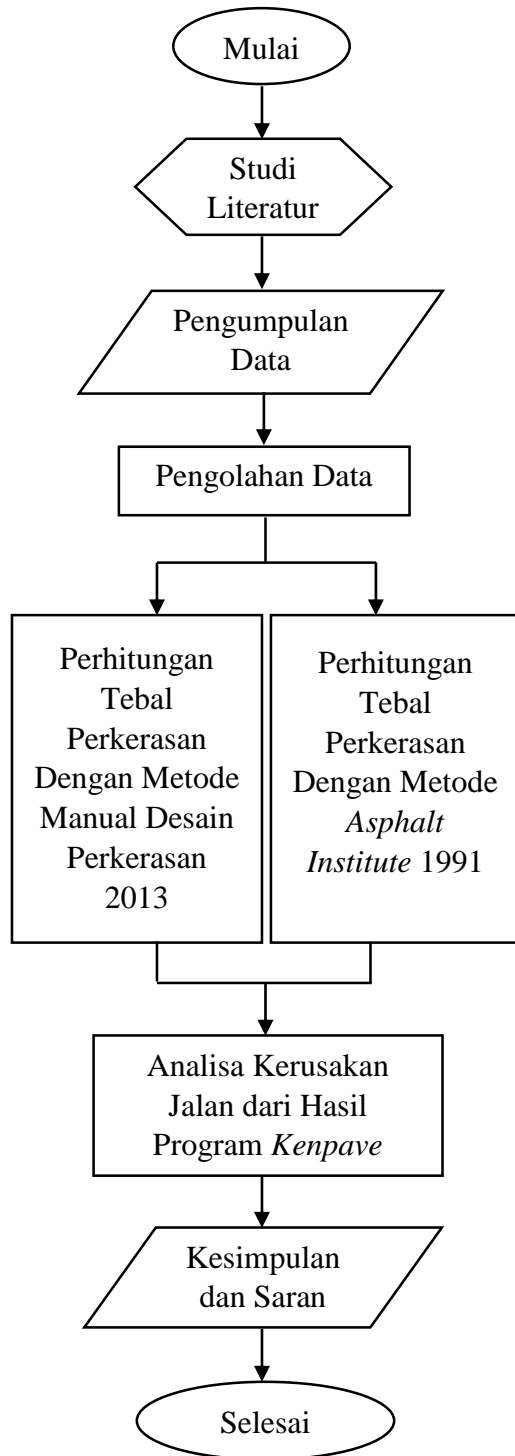 Mulai
Studi
Literatur
Pengumpulan
Data
Pengolahan Data
Perhitungan
Tebal
Perkerasan
Dengan Metode
Manual Desain
Perkerasan
2013
Perhitungan
Tebal
Perkerasan
Dengan Metode
Asphalt
Institute 1991
Analisa Kerusakan
Jalan dari Hasil
Program Kenpave
Kesimpulan
dan Saran
Selesai